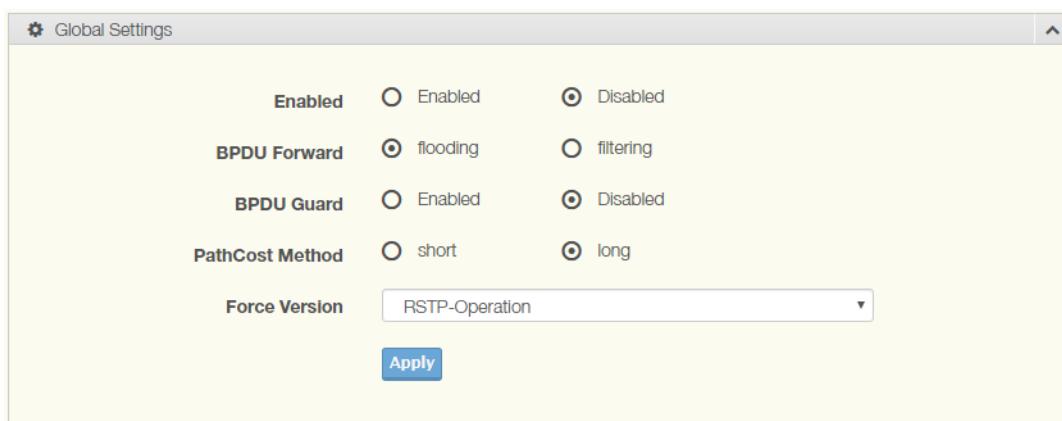 Global Settings
Enabled Enabled Disabled
BPDU Forward flooding filtering
BPDU Guard Enabled Disabled
PathCost Method short long
Force Version RSTP-Operation
Apply